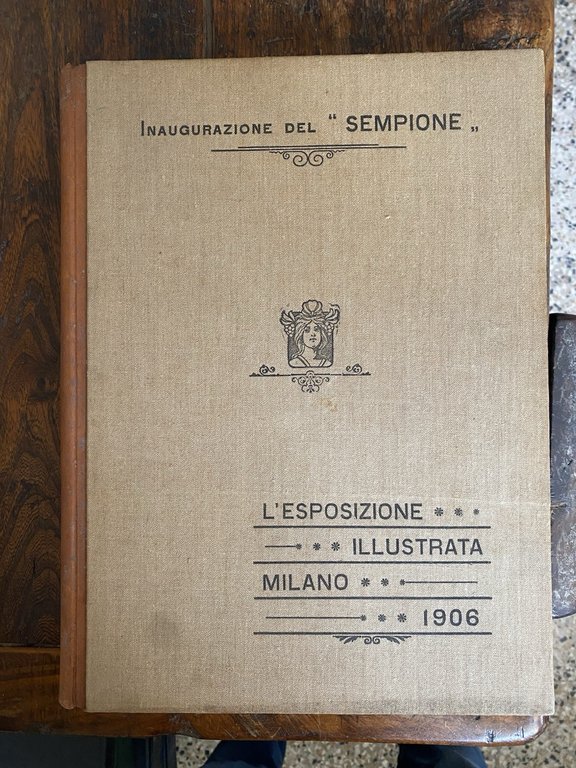 INAUGURAZIONE DEL “ SEMPIONE „
L'ESPOSIZIONE
ILLUSTRATA
MILANO
1906